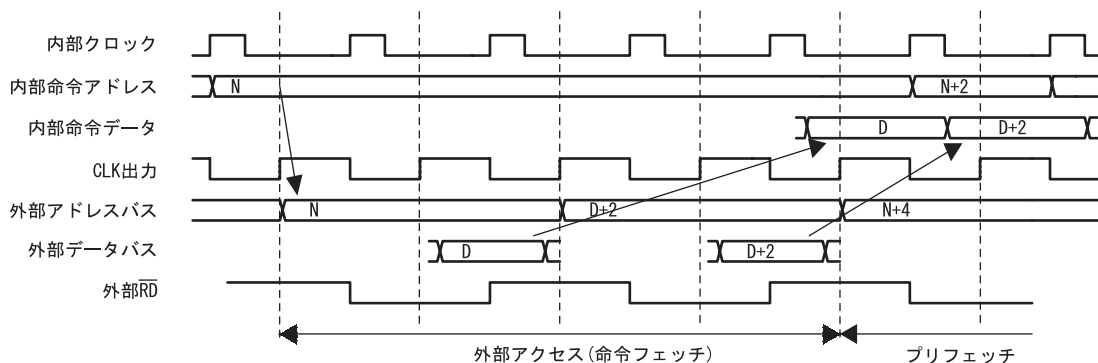 内部クロック
内部命令アドレス N N+2
内部命令データ D D+2
CLK出力
外部アドレスバス N D+2 N+4
外部データバス D D+2
外部RD
外部アクセス(命令フェッチ) プリフェッチ